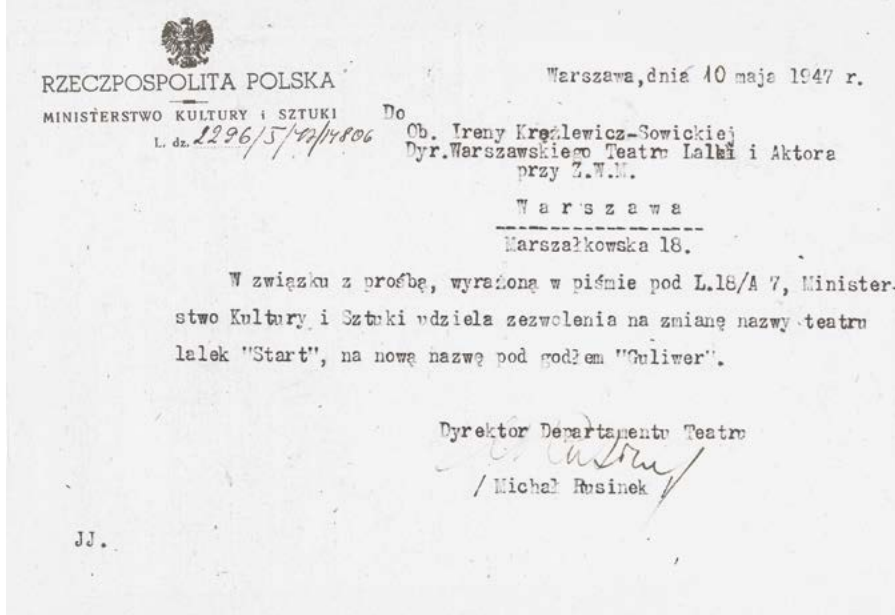 RZECZPOSPOLITA POLSKA
MINISTERSTWO KULTURY i SZTUKI
L. dz. 2296/5/47/14806
Warszawa,dnia 10 maja 1947 r.
Do
Ob. Ireny Kreźlewicz-Sowickiej
Dyr.Warszawskiego Teatru Lalki i Aktora
przy Z.W.M.
W a r s z a w a
Marszałkowska 18.
W związku z prośbą, wyrażoną w piśmie pod L.18/A 7, Minister-
stwo Kultury i Sztuki udziela zezwolenia na zmianę nazwy teatru
lalek "Start", na nową nazwę pod godłem "Guliwer".
Dyrektor Departamentu Teatru
/ Michał Rusinek /
JJ.